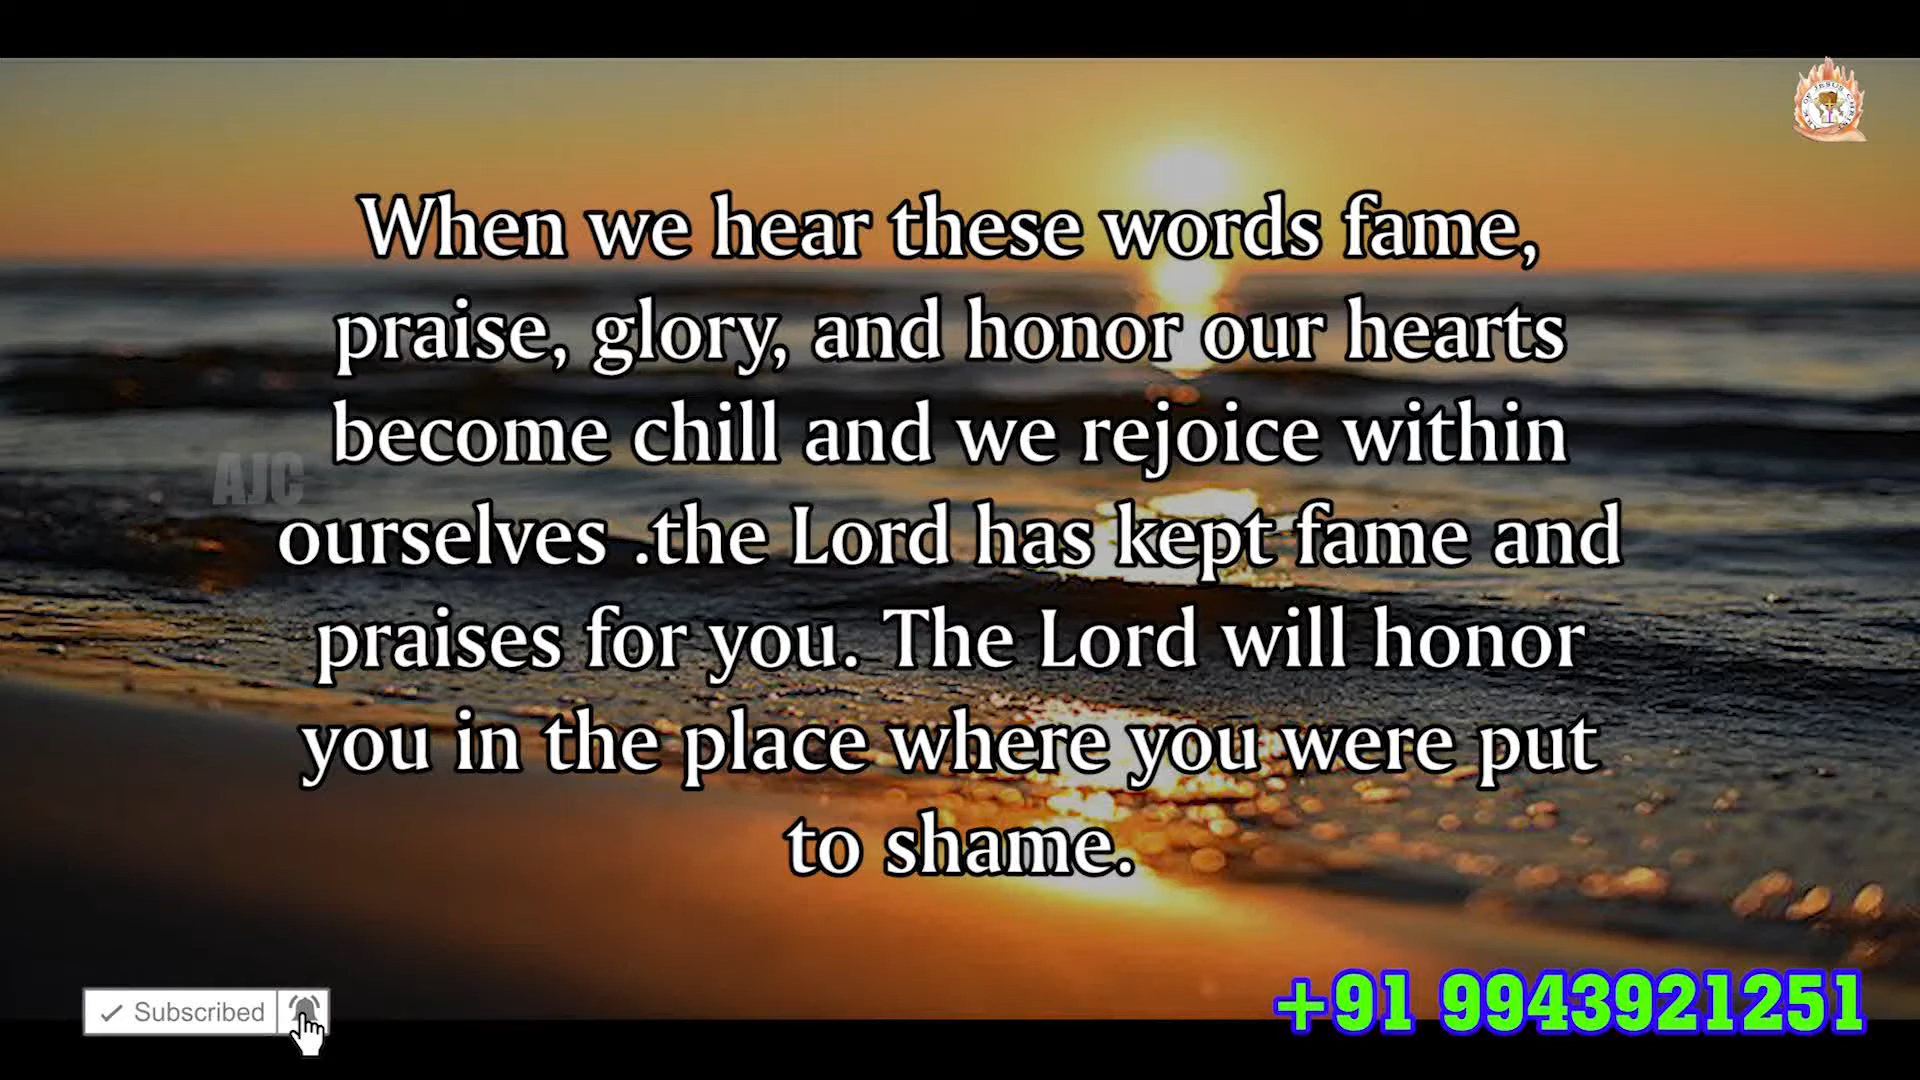 When we hear these words fame,
praise, glory, and honor our hearts
become chill and we rejoice within
ourselves .the Lord has kept fame and
praises for you. The Lord will honor
you in the place where you were put
to shame.
AJC
Subscribed
+91 9943921251